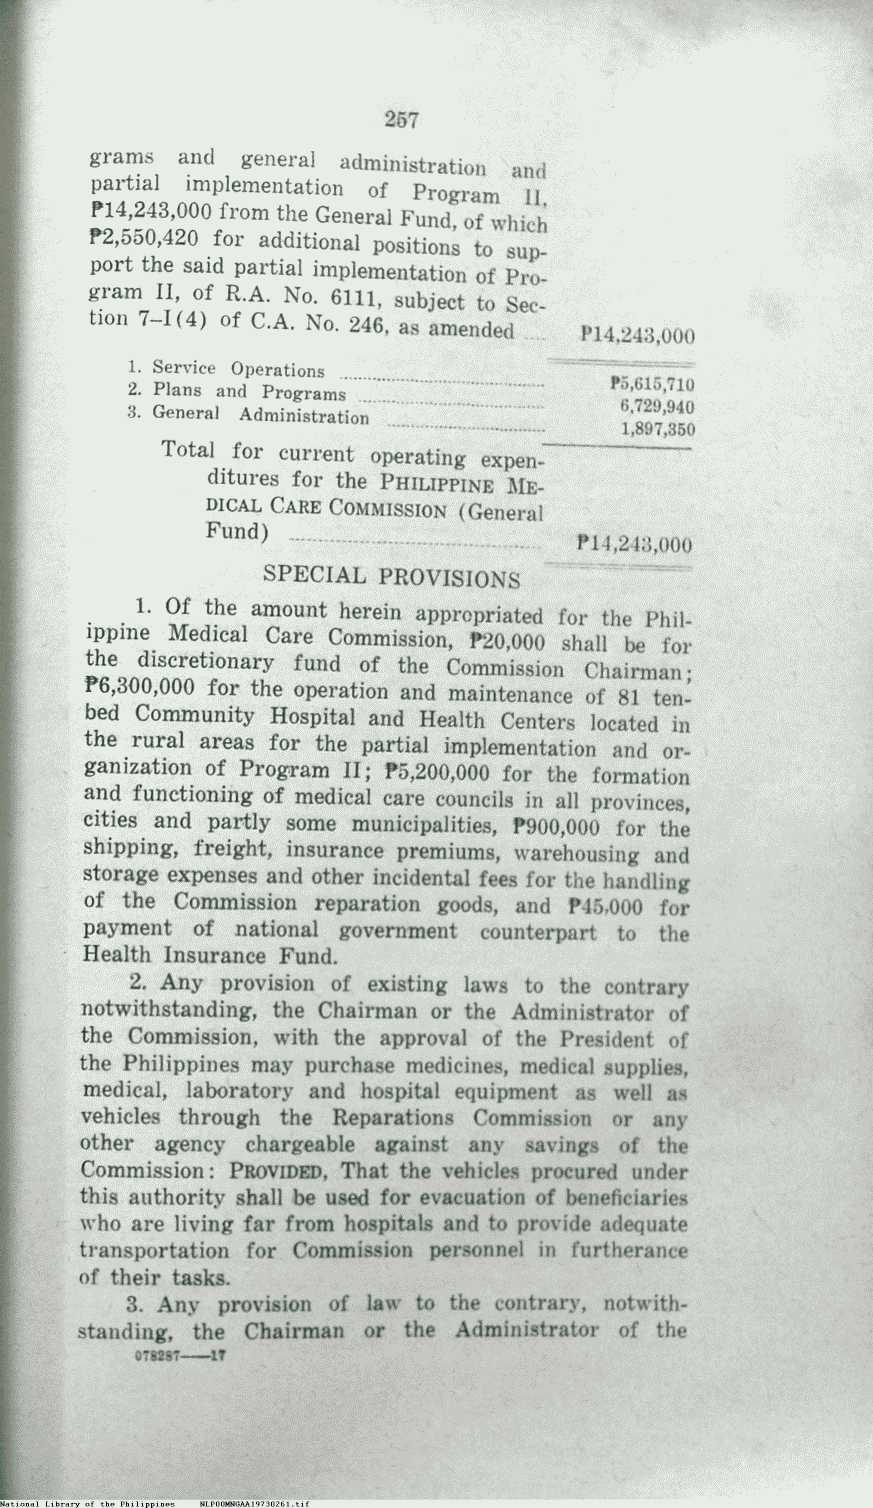 257
grams and general administration and
partial implementation of Program II,
₱14,243,000 from the General Fund, of which
₱2,550,420 for additional positions to sup-
port the said partial implementation of Pro-
gram II, of R.A. No. 6111, subject to Sec-
tion 7–I(4) of C.A. No. 246, as amended .... ₱14,243,000
1. Service Operations ........ ₱5,615,710
2. Plans and Programs ........ 6,729,940
3. General Administration ........ 1,897,350
Total for current operating expen-
ditures for the PHILIPPINE ME-
DICAL CARE COMMISSION (General
Fund) ........ ₱14,243,000
SPECIAL PROVISIONS
1. Of the amount herein appropriated for the Phil-
ippine Medical Care Commission, ₱20,000 shall be for
the discretionary fund of the Commission Chairman;
₱6,300,000 for the operation and maintenance of 81 ten-
bed Community Hospital and Health Centers located in
the rural areas for the partial implementation and or-
ganization of Program II; ₱5,200,000 for the formation
and functioning of medical care councils in all provinces,
cities and partly some municipalities, ₱900,000 for the
shipping, freight, insurance premiums, warehousing and
storage expenses and other incidental fees for the handling
of the Commission reparation goods, and ₱45,000 for
payment of national government counterpart to the
Health Insurance Fund.
2. Any provision of existing laws to the contrary
notwithstanding, the Chairman or the Administrator of
the Commission, with the approval of the President of
the Philippines may purchase medicines, medical supplies,
medical, laboratory and hospital equipment as well as
vehicles through the Reparations Commission or any
other agency chargeable against any savings of the
Commission: PROVIDED, That the vehicles procured under
this authority shall be used for evacuation of beneficiaries
who are living far from hospitals and to provide adequate
transportation for Commission personnel in furtherance
of their tasks.
3. Any provision of law to the contrary, notwith-
standing, the Chairman or the Administrator of the
078287——17
National Library of the Philippines NLPOOMNGAA19730261.tif